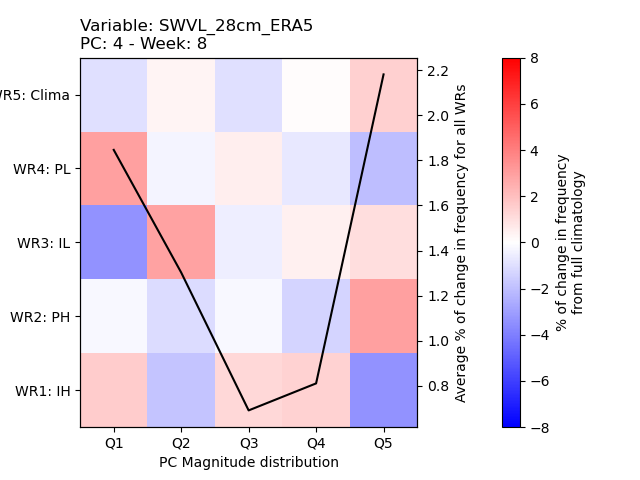 Variable: SWVL_28cm_ERA5
PC: 4 - Week: 8
WR5: Clima
WR4: PL
WR3: IL
WR2: PH
WR1: IH
Q1 Q2 Q3 Q4 Q5
PC Magnitude distribution
2.2
2.0
1.8
1.6
1.4
1.2
1.0
0.8
Average % of change in frequency for all WRs
8
6
4
2
0
−2
−4
−6
−8
% of change in frequency
from full climatology